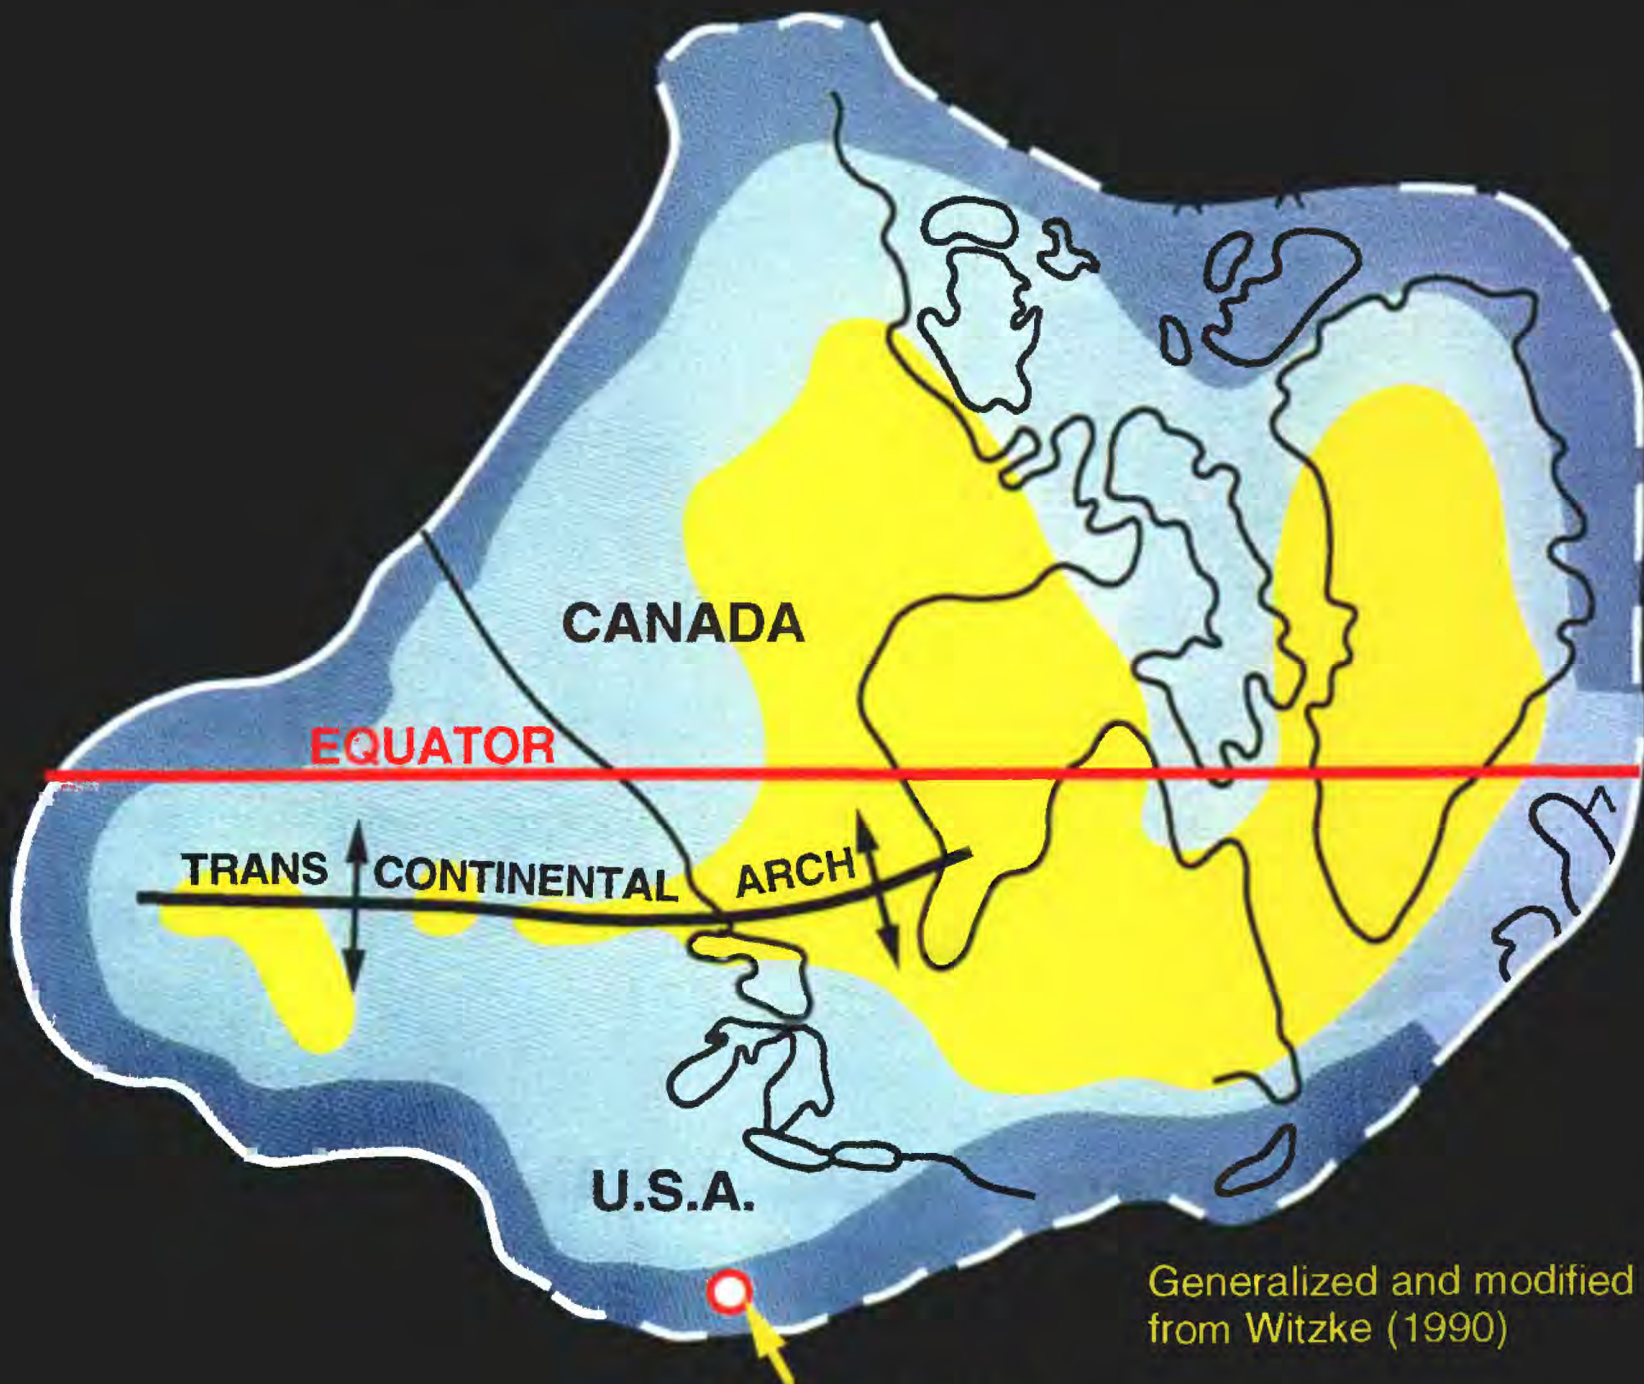 CANADA
EQUATOR
TRANS CONTINENTAL ARCH
U.S.A.
Generalized and modified
from Witzke (1990)